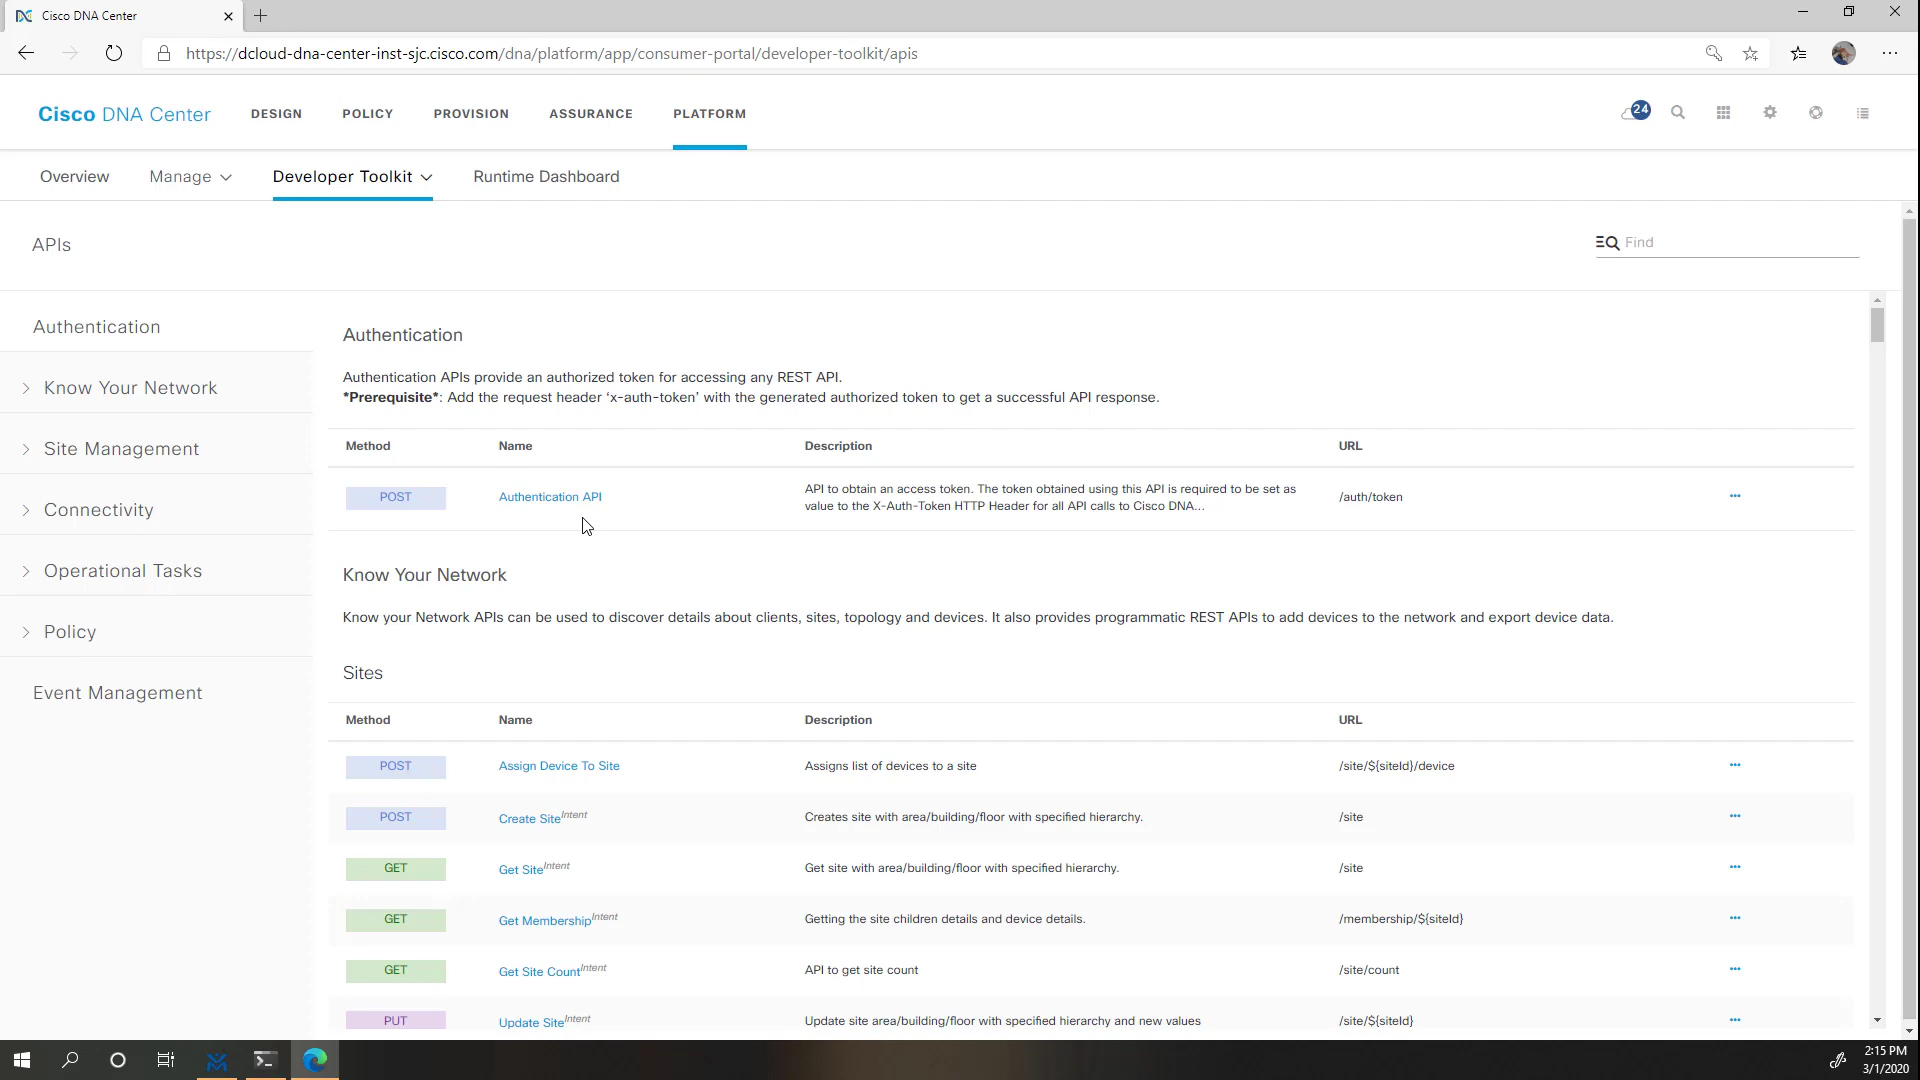 Cisco DNA Center
https://dcloud-dna-center-inst-sjc.cisco.com/dna/platform/app/consumer-portal/developer-toolkit/apis
Cisco DNA Center DESIGN POLICY PROVISION ASSURANCE PLATFORM 24
Overview Manage Developer Toolkit Runtime Dashboard
APIs Find
Authentication
Know Your Network
Site Management
Connectivity
Operational Tasks
Policy
Event Management
Authentication
Authentication APIs provide an authorized token for accessing any REST API.
*Prerequisite*: Add the request header ‘x-auth-token’ with the generated authorized token to get a successful API response.
Method Name Description URL
POST Authentication API API to obtain an access token. The token obtained using this API is required to be set as /auth/token
value to the X-Auth-Token HTTP Header for all API calls to Cisco DNA...
Know Your Network
Know your Network APIs can be used to discover details about clients, sites, topology and devices. It also provides programmatic REST APIs to add devices to the network and export device data.
Sites
Method Name Description URL
POST Assign Device To Site Assigns list of devices to a site /site/${siteId}/device
POST Create Site Intent Creates site with area/building/floor with specified hierarchy. /site
GET Get Site Intent Get site with area/building/floor with specified hierarchy. /site
GET Get Membership Intent Getting the site children details and device details. /membership/${siteId}
GET Get Site Count Intent API to get site count /site/count
PUT Update Site Intent Update site area/building/floor with specified hierarchy and new values /site/${siteId}
2:15 PM
3/1/2020